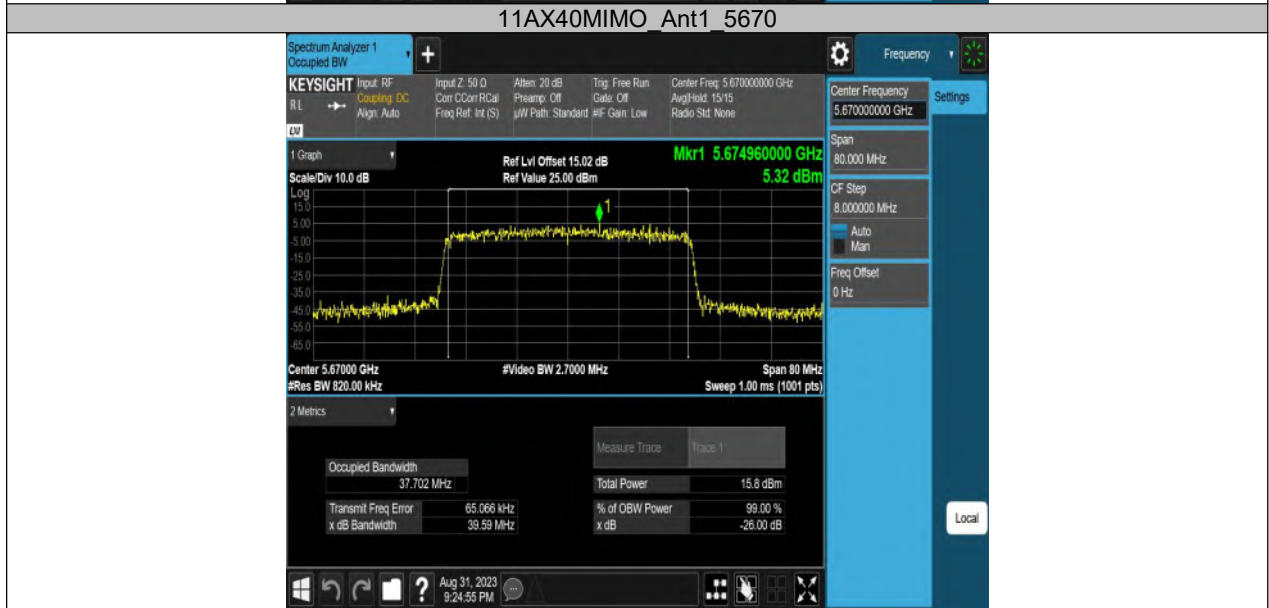 11AX40MIMO_Ant1_5670
Spectrum Analyzer 1
Occupied BW
+
Frequency
KEYSIGHT Input: RF Input Z: 50 Ω Atten: 20 dB Trig: Free Run Center Freq: 5.670000000 GHz
RL Coupling: DC Corr CCorr RCal Preamp: Off Gate: Off Avg|Hold: 15/15
Align: Auto Freq Ref: Int (S) µW Path: Standard #IF Gain: Low Radio Std: None
LXI
Center Frequency
5.670000000 GHz
Settings
Span
80.000 MHz
CF Step
8.000000 MHz
Auto
Man
Freq Offset
0 Hz
1 Graph
Ref Lvl Offset 15.02 dB
Mkr1 5.674960000 GHz
Scale/Div 10.0 dB
Ref Value 25.00 dBm
5.32 dBm
Log
15.0
5.00
-5.00
-15.0
-25.0
-35.0
-45.0
-55.0
-65.0
1
Center 5.67000 GHz #Video BW 2.7000 MHz Span 80 MHz
#Res BW 820.00 kHz Sweep 1.00 ms (1001 pts)
2 Metrics
Measure Trace Trace 1
Occupied Bandwidth
37.702 MHz
Total Power 15.8 dBm
Transmit Freq Error 65.066 kHz % of OBW Power 99.00 %
x dB Bandwidth 39.59 MHz x dB -26.00 dB
Local
? Aug 31, 2023
9:24:55 PM